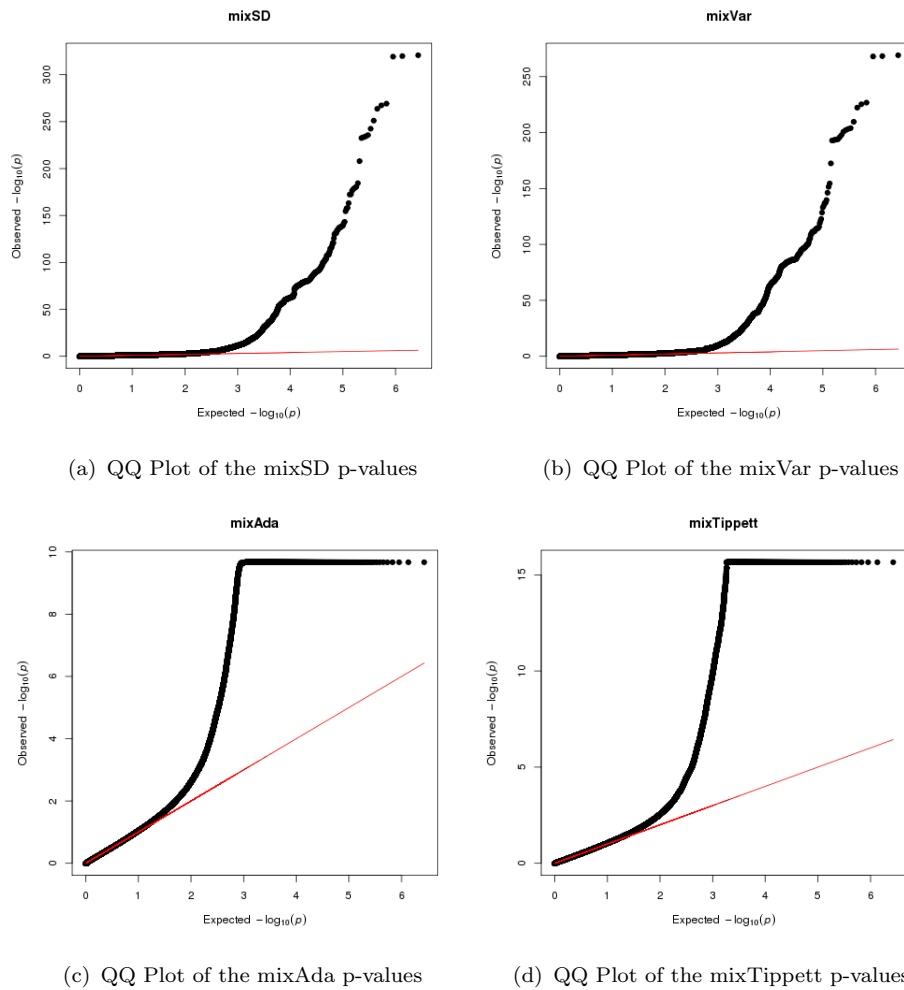 mixSD
Observed −log₁₀(p)
0 50 100 150 200 250 300
0 1 2 3 4 5 6
Expected −log₁₀(p)
(a) QQ Plot of the mixSD p-values
mixVar
Observed −log₁₀(p)
0 50 100 150 200 250
0 1 2 3 4 5 6
Expected −log₁₀(p)
(b) QQ Plot of the mixVar p-values
mixAda
Observed −log₁₀(p)
0 2 4 6 8 10
0 1 2 3 4 5 6
Expected −log₁₀(p)
(c) QQ Plot of the mixAda p-values
mixTippett
Observed −log₁₀(p)
0 5 10 15
0 1 2 3 4 5 6
Expected −log₁₀(p)
(d) QQ Plot of the mixTippett p-values